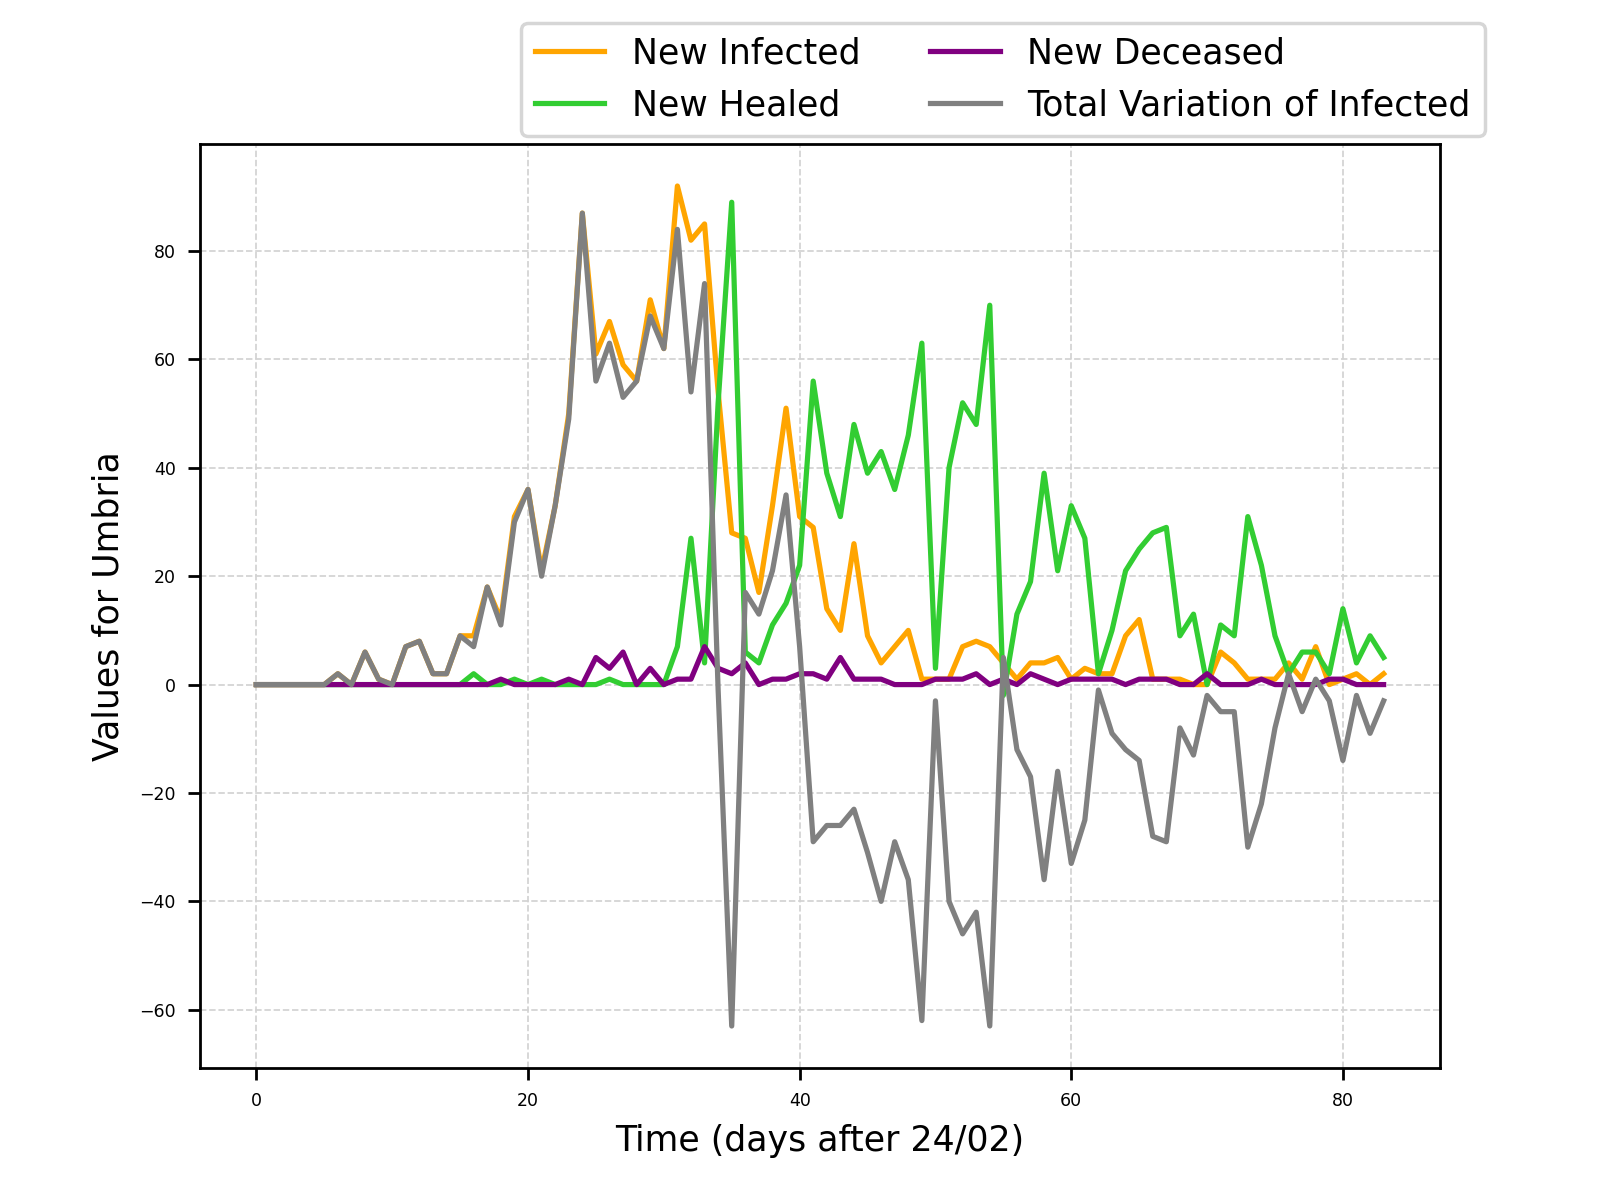 New Infected
New Healed
New Deceased
Total Variation of Infected
Values for Umbria
80
60
40
20
0
−20
−40
−60
0 20 40 60 80
Time (days after 24/02)